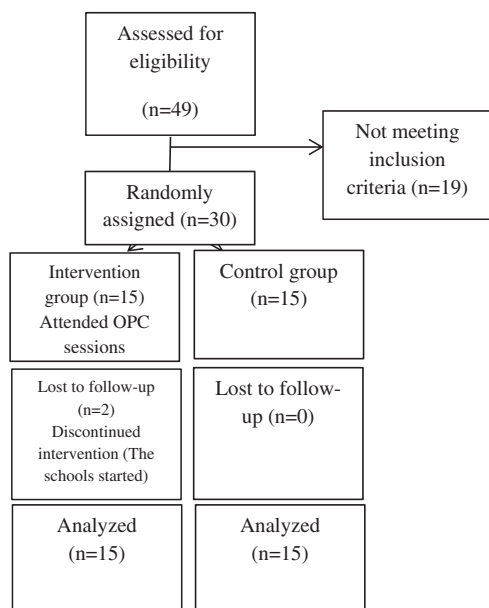 Assessed for
eligibility
(n=49)
Not meeting
inclusion
criteria (n=19)
Randomly
assigned (n=30)
Intervention
group (n=15)
Attended OPC
sessions
Control group
(n=15)
Lost to follow-up
(n=2)
Discontinued
intervention (The
schools started)
Lost to follow-
up (n=0)
Analyzed
(n=15)
Analyzed
(n=15)